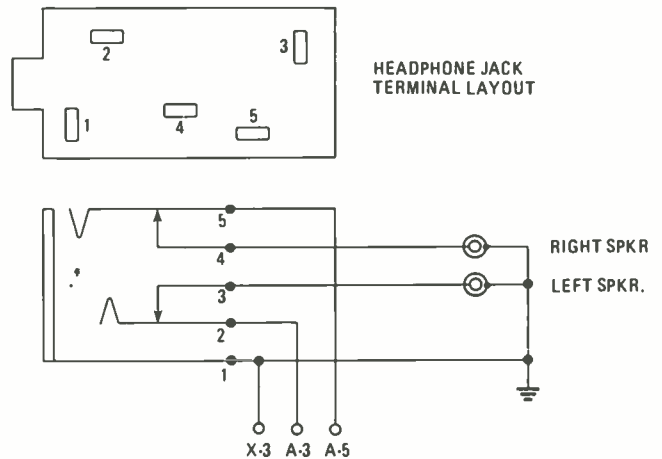 2
3
HEADPHONE JACK
TERMINAL LAYOUT
1
4
5
5
4
RIGHT SPKR
3
LEFT SPKR.
2
1
X-3 A-3 A-5